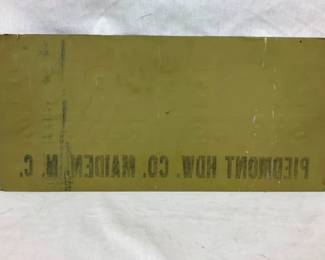 PIEDMONT HDW. CO. MAIDEN, N. C.